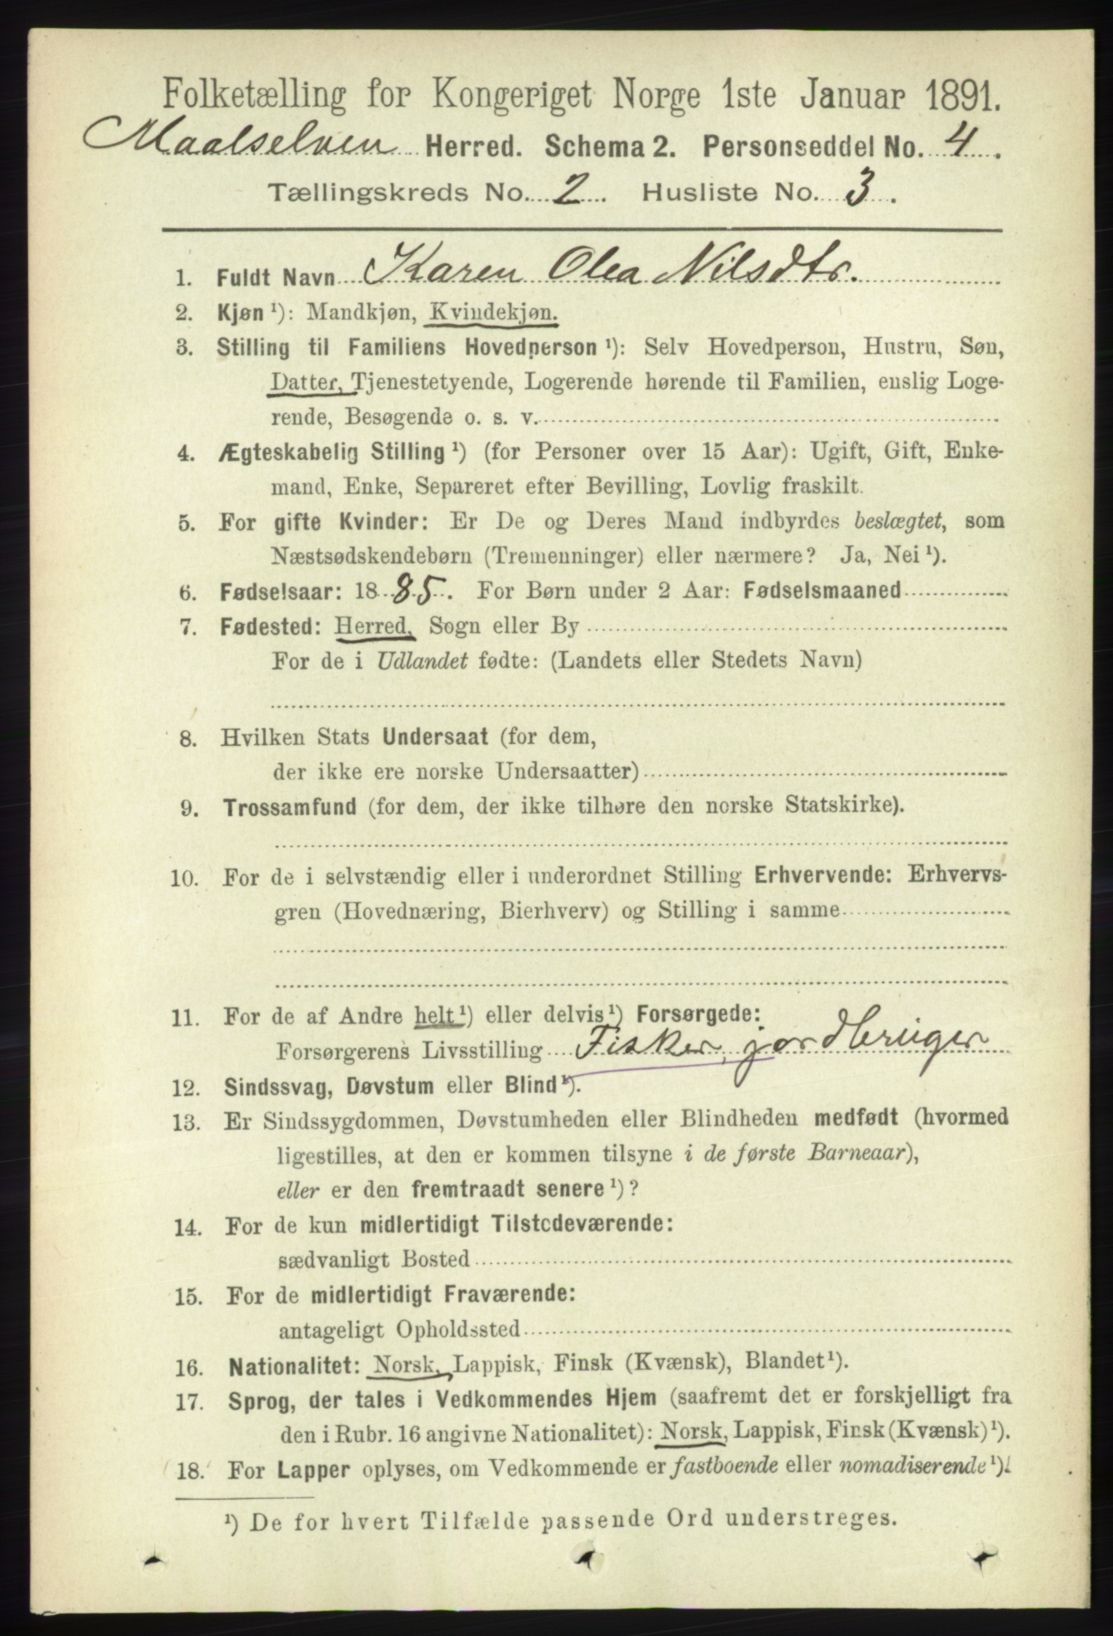 Folketælling for Kongeriget Norge 1ste Januar 1891.
Maalselven Herred. Schema 2. Personseddel No. 4.
Tællingskreds No. 2. Husliste No. 3.
1. Fuldt Navn Karen Olea Nilsdtr.
2. Kjøn ¹): Mandkjøn, Kvindekjøn.
3. Stilling til Familiens Hovedperson ¹): Selv Hovedperson, Hustru, Søn,
Datter, Tjenestetyende, Logerende hørende til Familien, enslig Loge-
rende, Besøgende o. s. v.
4. Ægteskabelig Stilling ¹) (for Personer over 15 Aar): Ugift, Gift, Enke-
mand, Enke, Separeret efter Bevilling, Lovlig fraskilt.
5. For gifte Kvinder: Er De og Deres Mand indbyrdes beslægtet, som
Næstsødskendebørn (Tremenninger) eller nærmere? Ja, Nei ¹).
6. Fødselsaar: 1885. For Børn under 2 Aar: Fødselsmaaned
7. Fødested: Herred, Sogn eller By
For de i Udlandet fødte: (Landets eller Stedets Navn)
8. Hvilken Stats Undersaat (for dem,
der ikke ere norske Undersaatter)
9. Trossamfund (for dem, der ikke tilhøre den norske Statskirke).
10. For de i selvstændig eller i underordnet Stilling Erhvervende: Erhvervs-
gren (Hovednæring, Bierhverv) og Stilling i samme
11. For de af Andre helt ¹) eller delvis ¹) Forsørgede:
Forsørgerens Livsstilling Fisker, jordbruger
12. Sindssvag, Døvstum eller Blind ¹).
13. Er Sindssygdommen, Døvstumheden eller Blindheden medfødt (hvormed
ligestilles, at den er kommen tilsyne i de første Barneaar),
eller er den fremtraadt senere ¹)?
14. For de kun midlertidigt Tilstedeværende:
sædvanligt Bosted
15. For de midlertidigt Fraværende:
antageligt Opholdssted
16. Nationalitet: Norsk, Lappisk, Finsk (Kvænsk), Blandet ¹).
17. Sprog, der tales i Vedkommendes Hjem (saafremt det er forskjelligt fra
den i Rubr. 16 angivne Nationalitet): Norsk, Lappisk, Finsk (Kvænsk) ¹).
18. For Lapper oplyses, om Vedkommende er fastboende eller nomadiserende ¹).
¹) De for hvert Tilfælde passende Ord understreges.